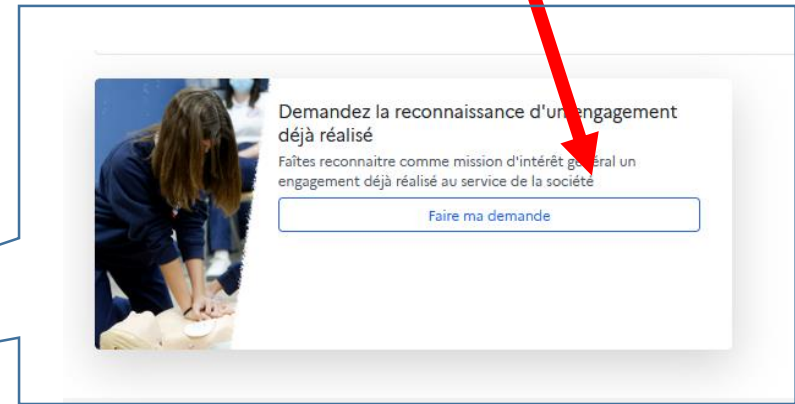 Demandez la reconnaissance d'un engagement
déjà réalisé
Faîtes reconnaitre comme mission d'intérêt général un
engagement déjà réalisé au service de la société
Faire ma demande